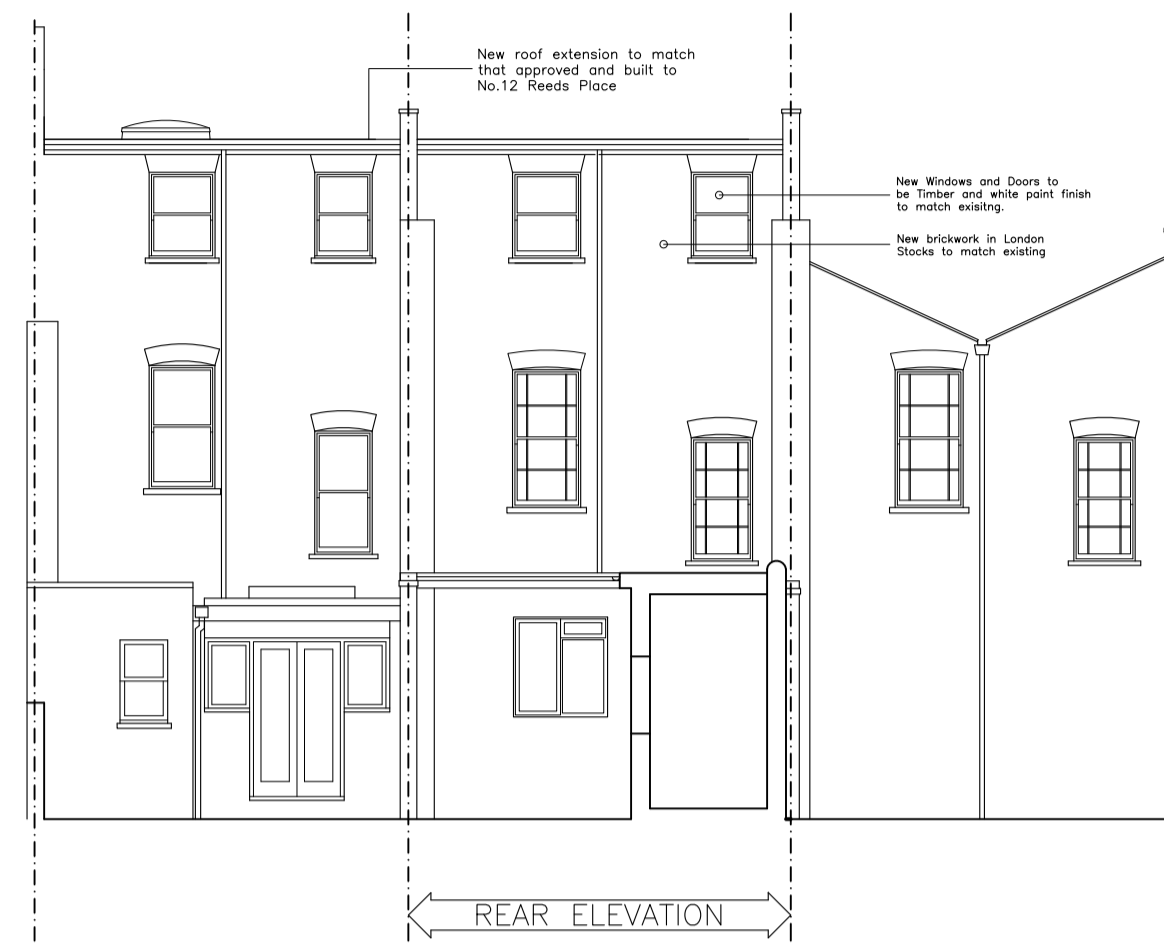 New roof extension to match
that approved and built to
No.12 Reeds Place
New Windows and Doors to
be Timber and white paint finish
to match exisitng.
New brickwork in London
Stocks to match existing
REAR ELEVATION